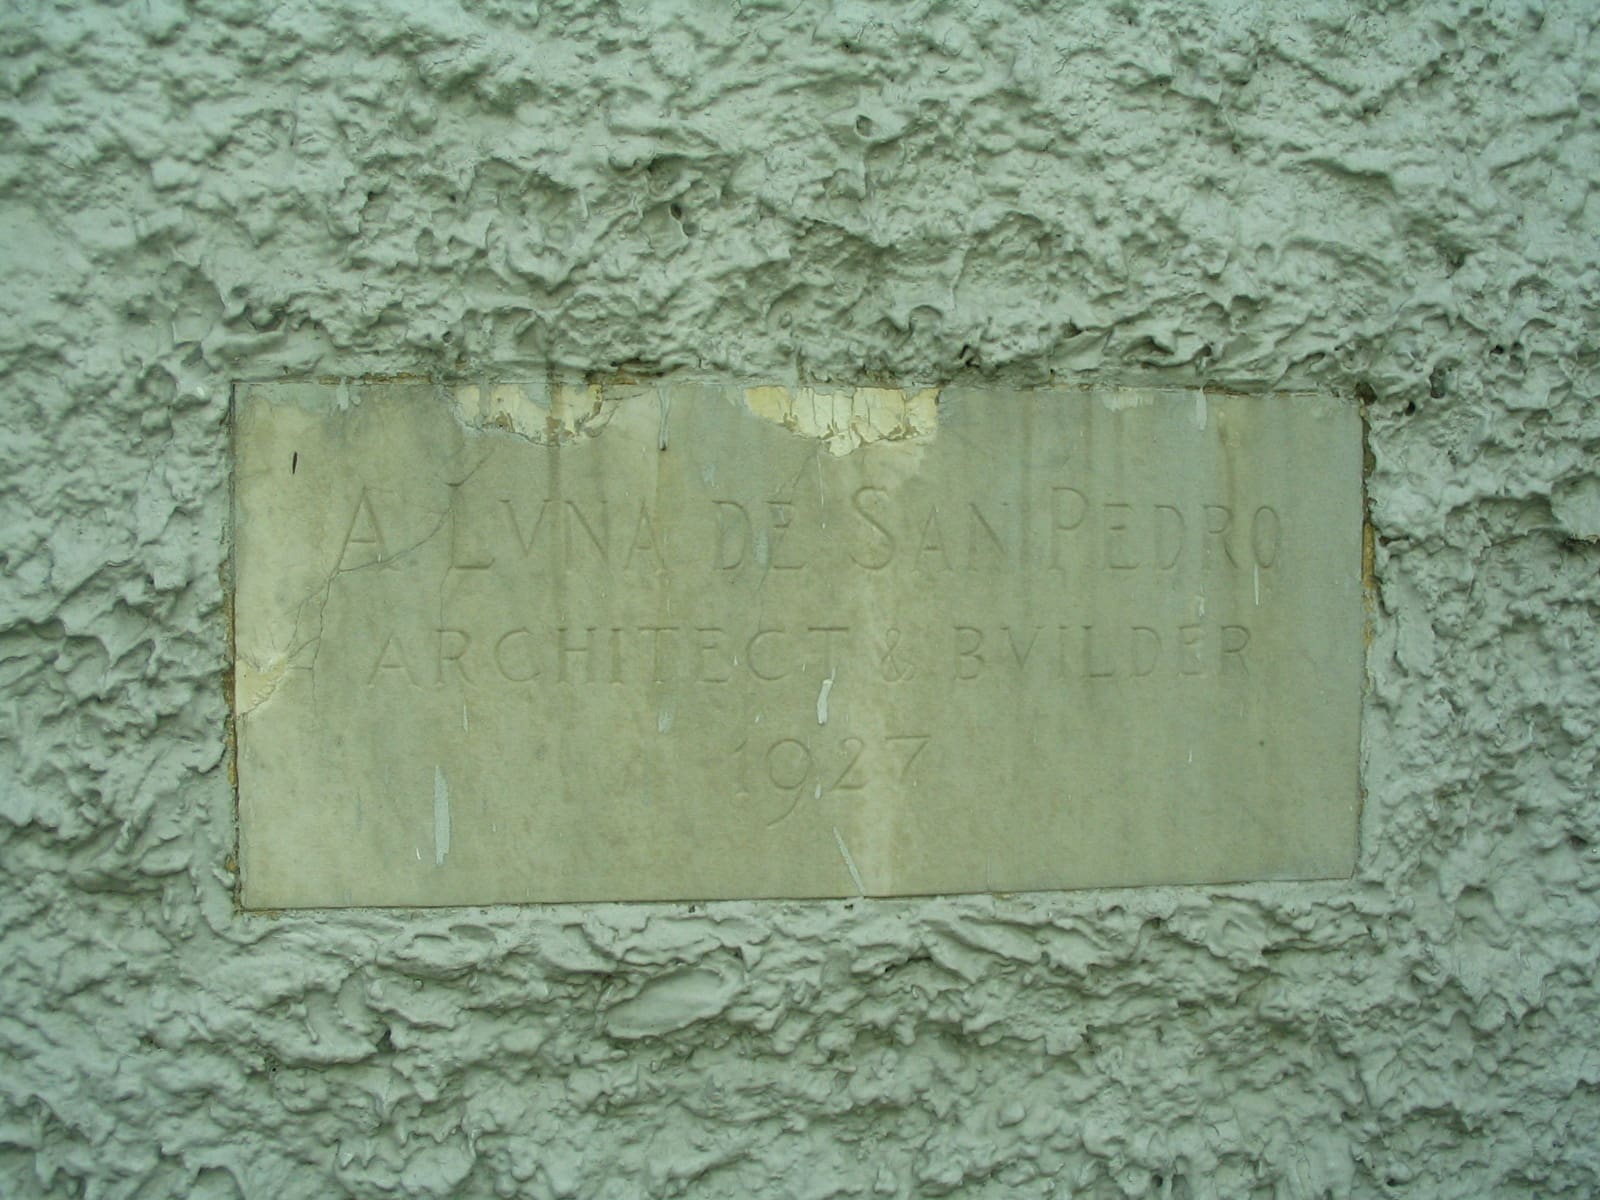 A. LVNA DE SAN PEDRO
ARCHITECT & BVILDER
1927